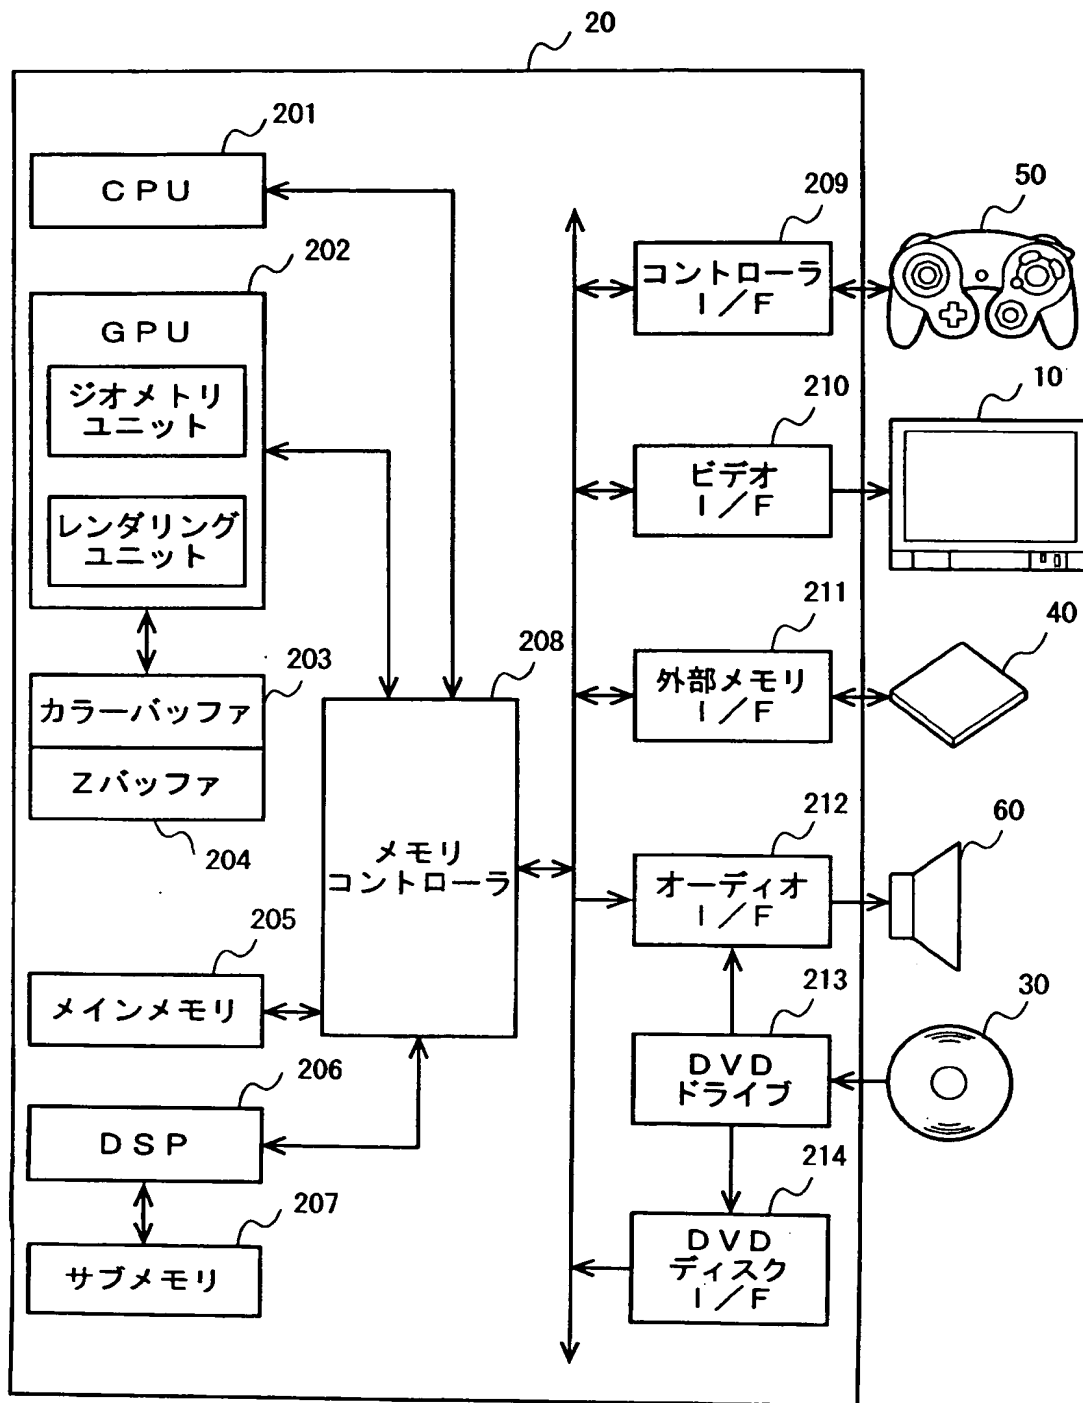 20
201
CPU
202
GPU
ジオメトリ
ユニット
レンダリング
ユニット
203
カラーバッファ
Zバッファ
204
205
メインメモリ
206
DSP
207
サブメモリ
208
メモリ
コントローラ
209
コントローラ
I/F
50
210
ビデオ
I/F
10
211
外部メモリ
I/F
40
212
オーディオ
I/F
60
213
DVD
ドライブ
30
214
DVD
ディスク
I/F